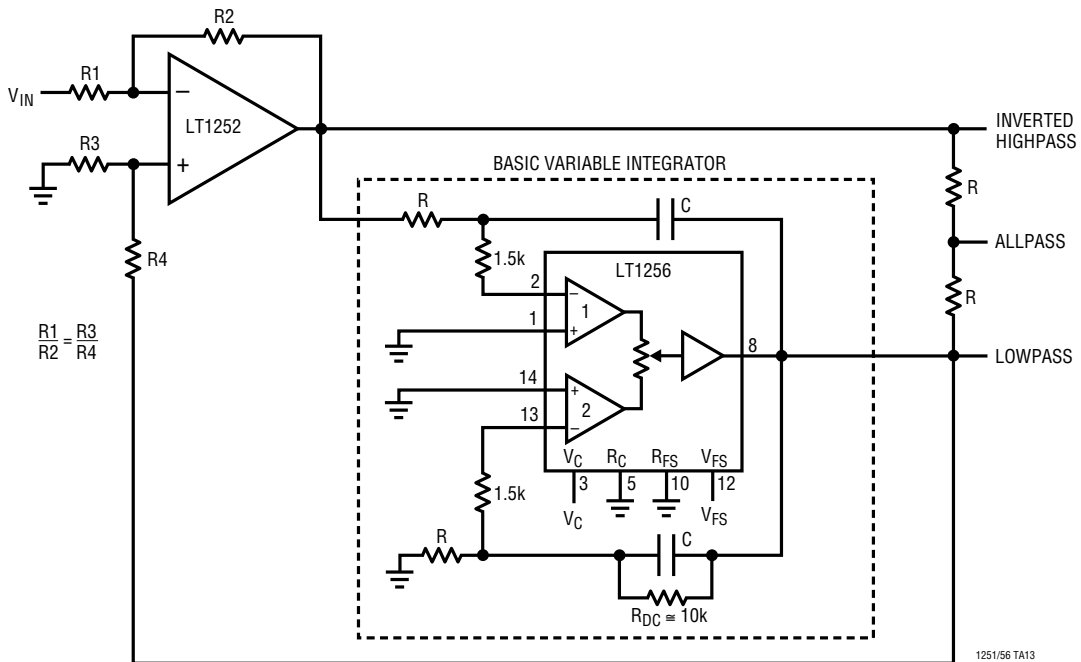 R2
R1
V_IN
−
LT1252
+
R3
R4
R1/R2 = R3/R4
INVERTED
HIGHPASS
BASIC VARIABLE INTEGRATOR
R
C
R
ALLPASS
1.5k
LT1256
R
2
−
1
1
+
8
LOWPASS
14
+
2
13
−
V_C R_C R_FS V_FS
3 5 10 12
V_C V_FS
1.5k
R
C
R_DC ≅ 10k
1251/56 TA13